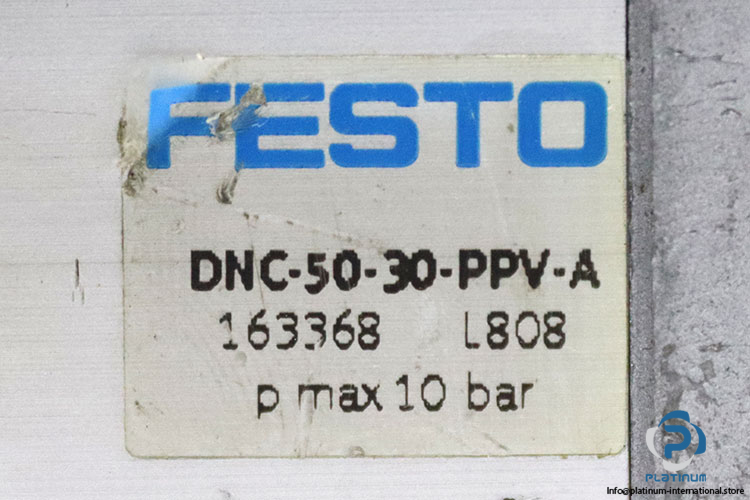 FESTO
DNC-50-30-PPV-A
163368 L808
p max 10 bar
PLATINUM
Info@platinum-international.store